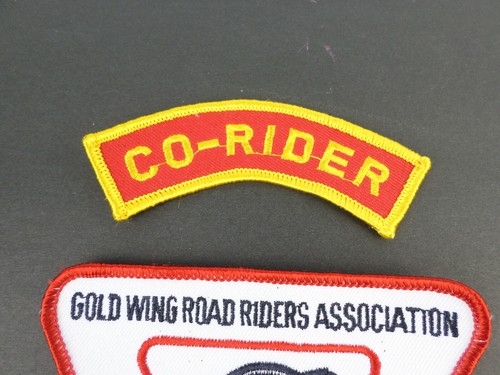 CO-RIDER
GOLD WING ROAD RIDERS ASSOCIATION